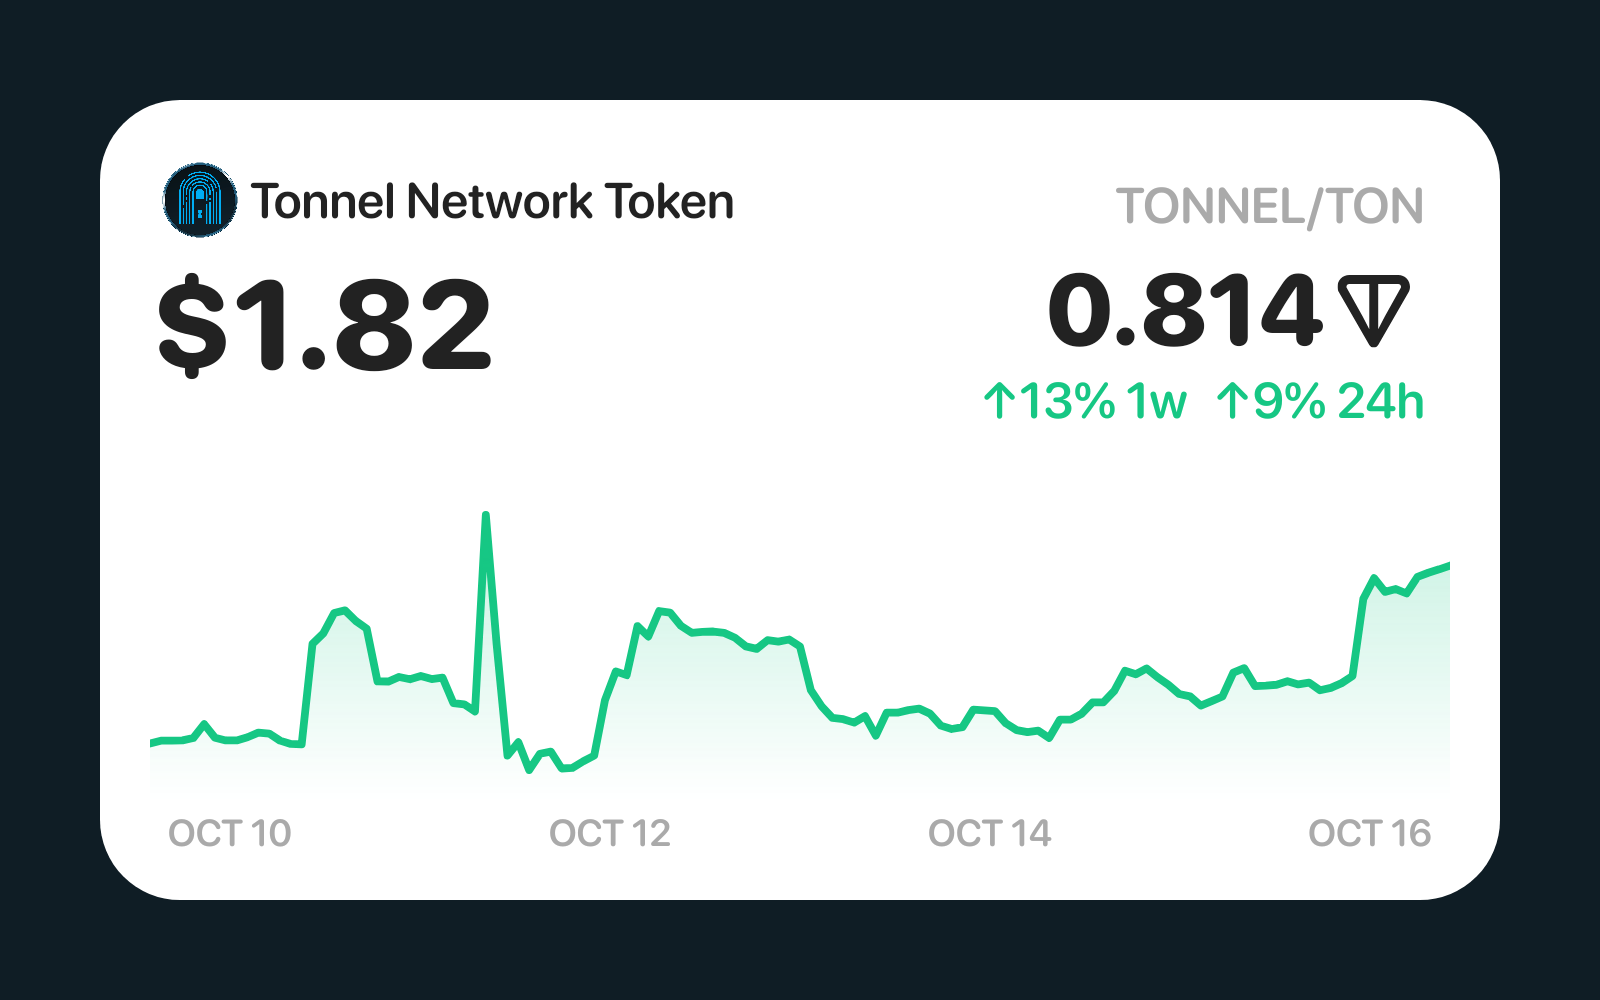 Tonnel Network Token
TONNEL/TON
$1.82
0.814
↑13% 1w ↑9% 24h
OCT 10 OCT 12 OCT 14 OCT 16